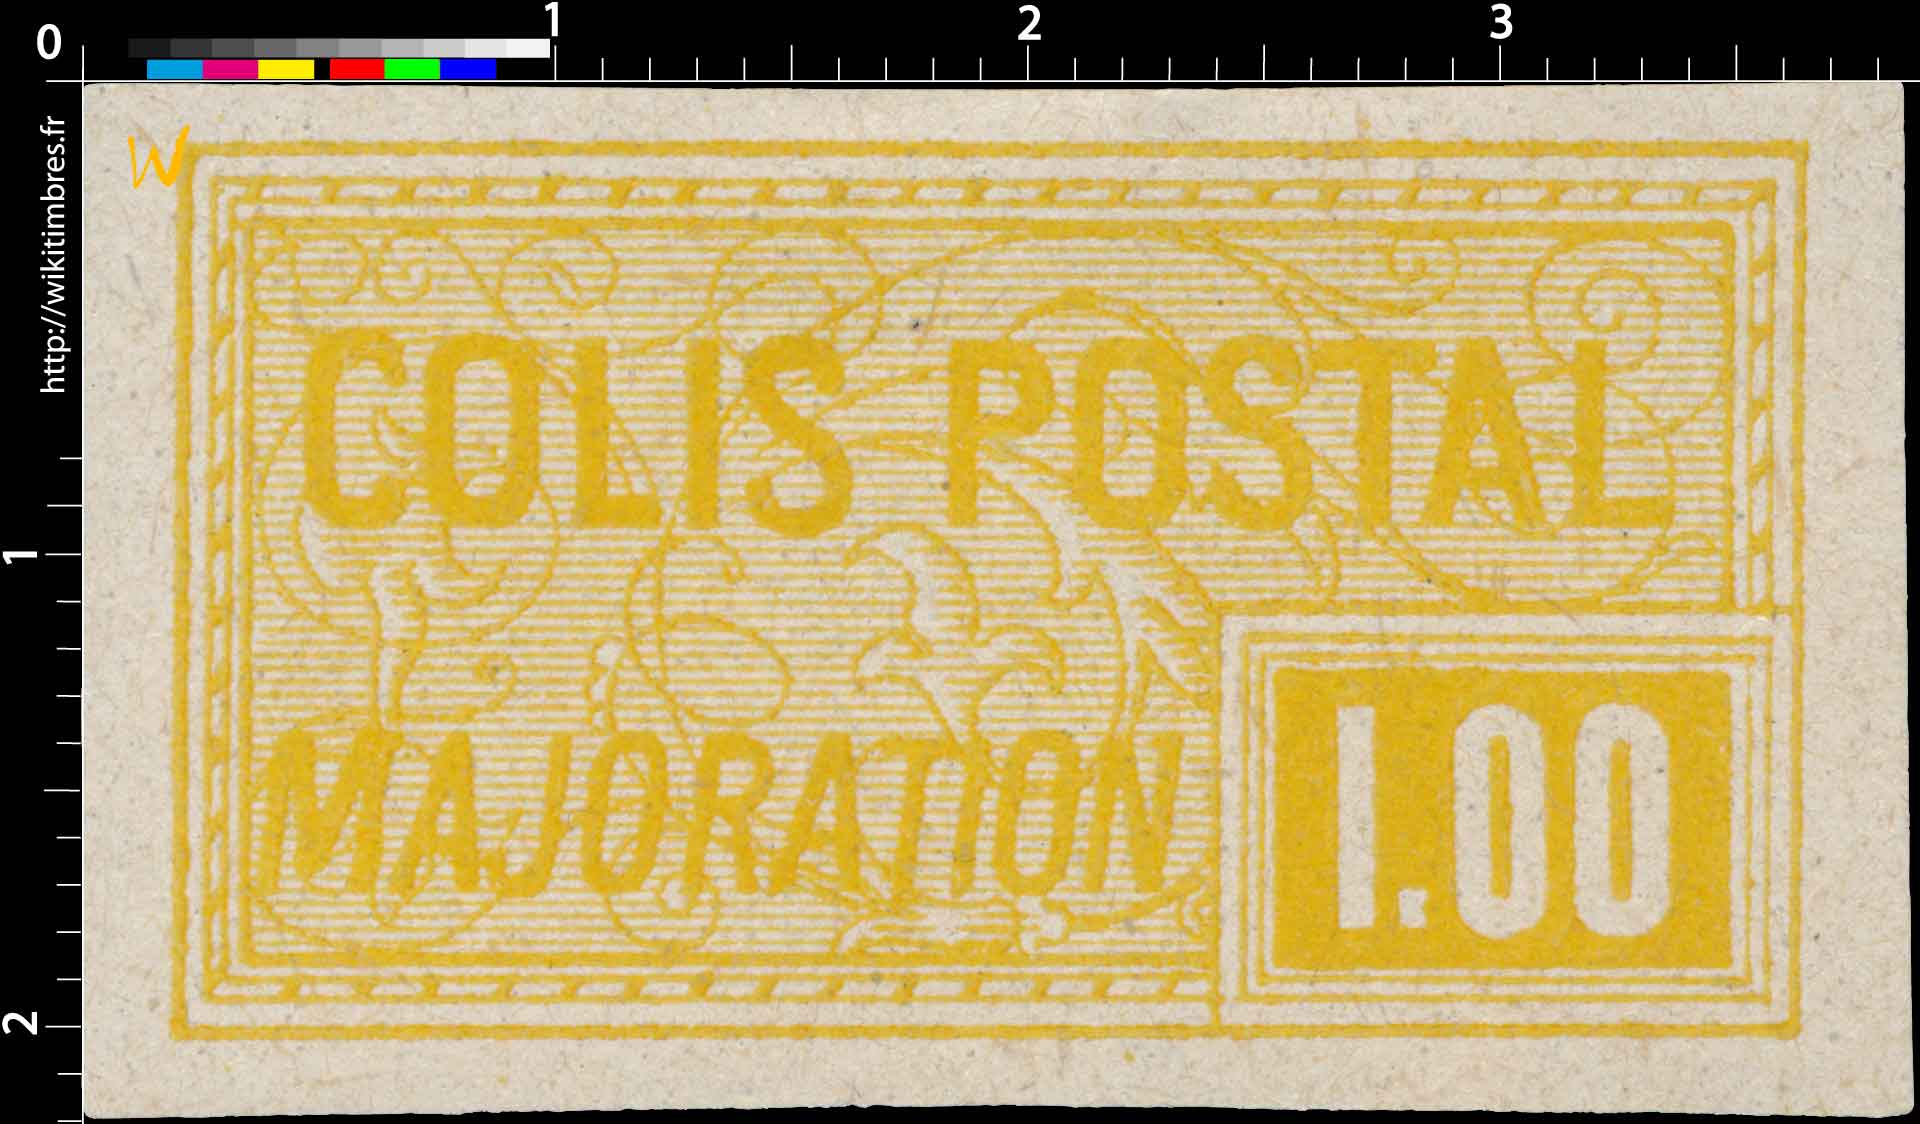 0 1 2 3
W
http://wikitimbres.fr
COLIS POSTAL
1
MAJORATION
1.00
2